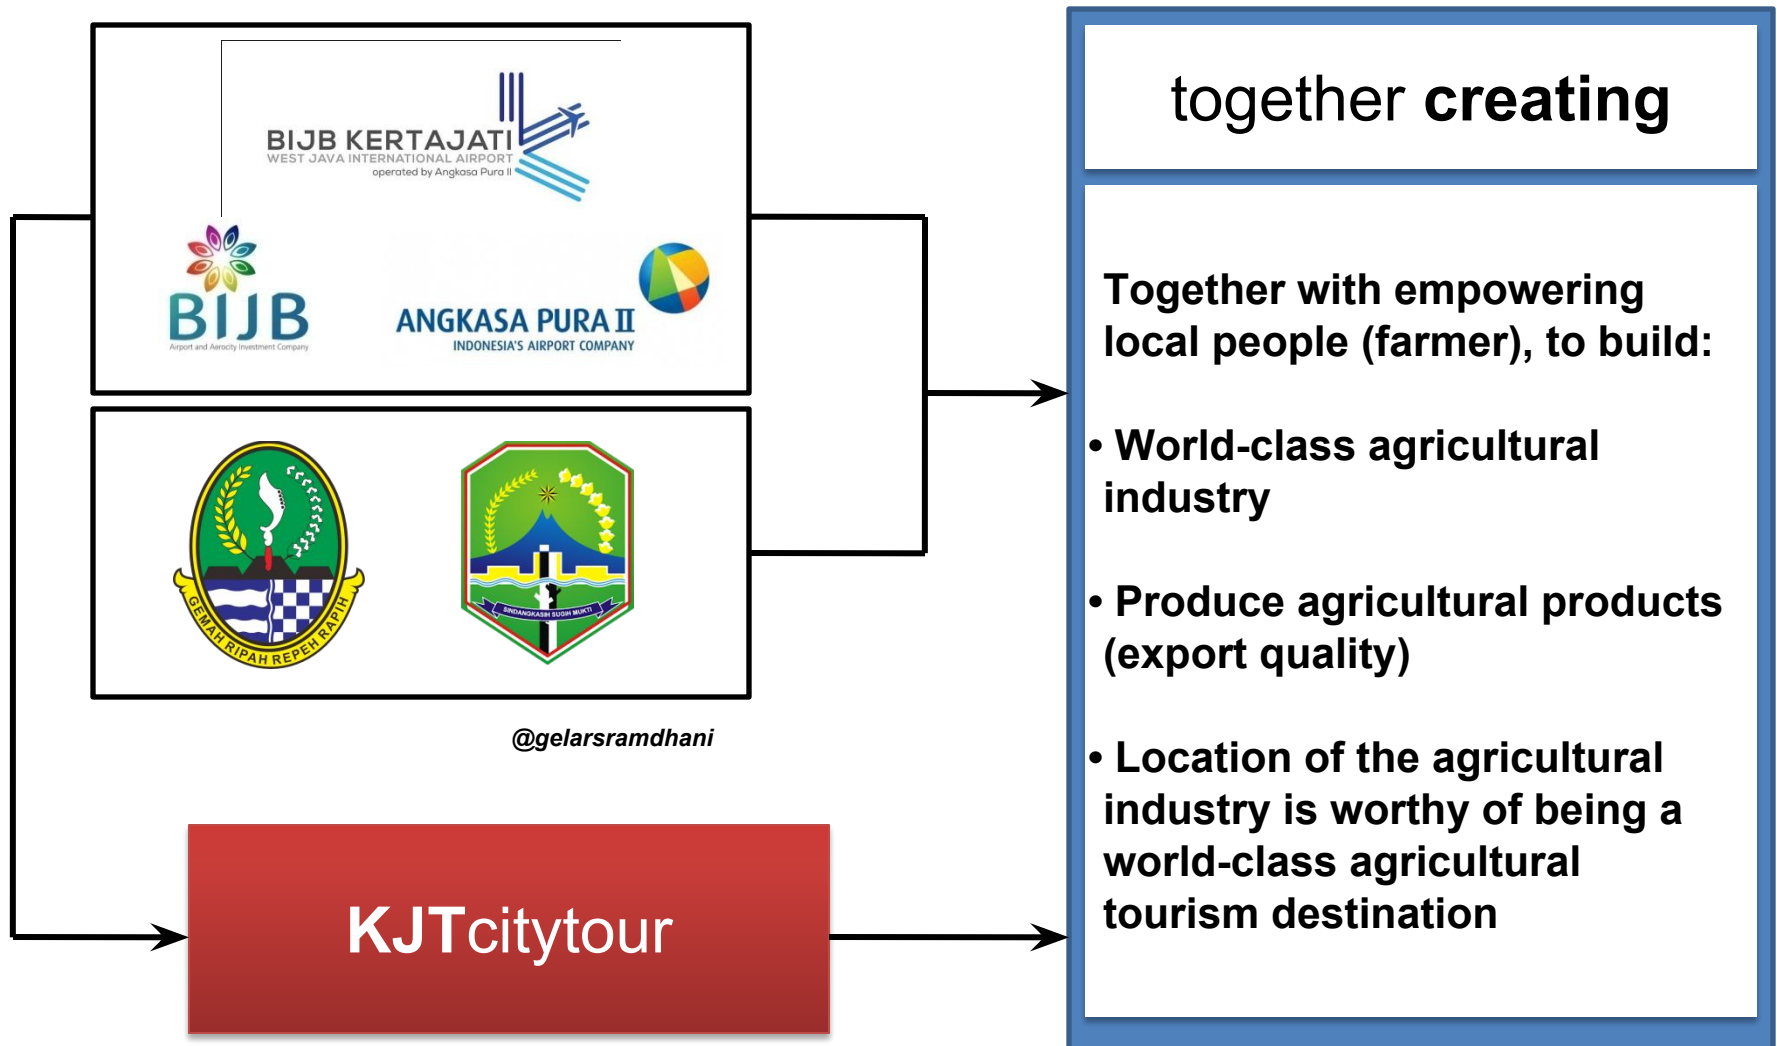 BIJB KERTAJATI
WEST JAVA INTERNATIONAL AIRPORT
operated by Angkasa Pura II
BIJB
Airport and Aerocity Investment Company
ANGKASA PURA II
INDONESIA'S AIRPORT COMPANY
GEMAH RIPAH REPEH RAPIH
SINDANGKASIH SUGIH MUKTI
@gelarsramdhani
KJTcitytour
together creating
Together with empowering
local people (farmer), to build:
• World-class agricultural
industry
• Produce agricultural products
(export quality)
• Location of the agricultural
industry is worthy of being a
world-class agricultural
tourism destination